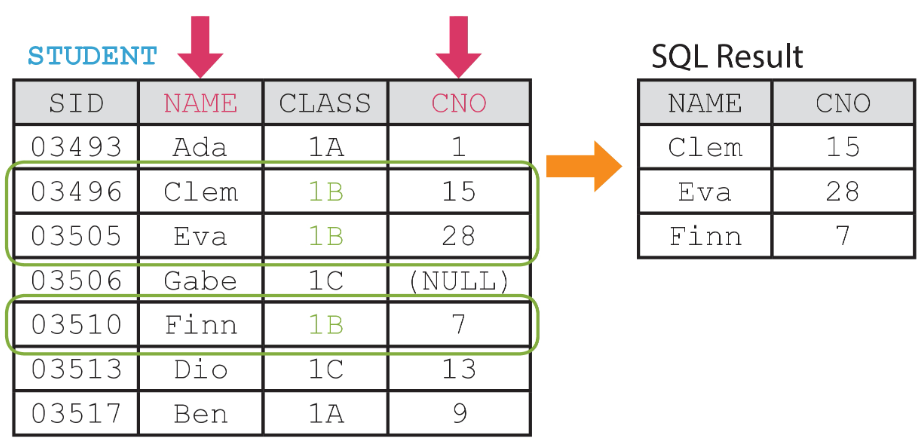 STUDENT
SID NAME CLASS CNO
03493 Ada 1A 1
03496 Clem 1B 15
03505 Eva 1B 28
03506 Gabe 1C (NULL)
03510 Finn 1B 7
03513 Dio 1C 13
03517 Ben 1A 9
SQL Result
NAME CNO
Clem 15
Eva 28
Finn 7